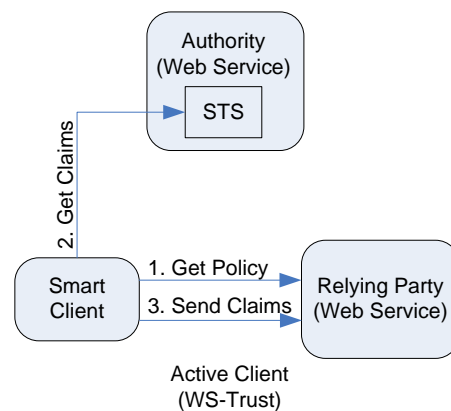 Authority
(Web Service)
STS
2. Get Claims
1. Get Policy
Smart
Client
3. Send Claims
Relying Party
(Web Service)
Active Client
(WS-Trust)